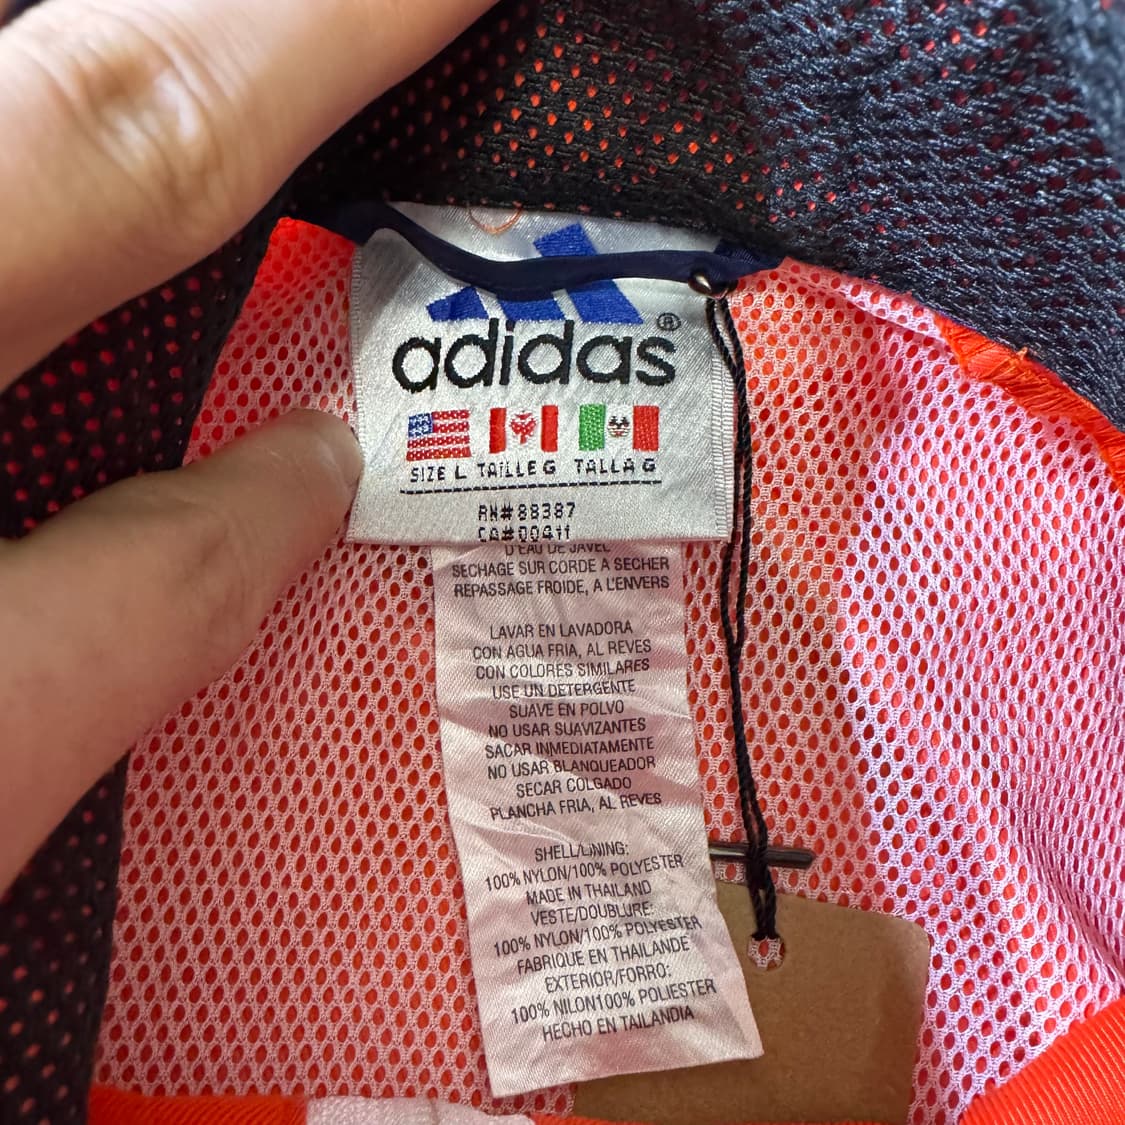 adidas®
SIZE L TAILLE G TALLA G
RN#88387
CA#00411
D'EAU DE JAVEL
SECHAGE SUR CORDE A SECHER
REPASSAGE FROIDE, A L'ENVERS
LAVAR EN LAVADORA
CON AGUA FRIA, AL REVES
CON COLORES SIMILARES
USE UN DETERGENTE
SUAVE EN POLVO
NO USAR SUAVIZANTES
SACAR INMEDIATAMENTE
NO USAR BLANQUEADOR
SECAR COLGADO
PLANCHA FRIA, AL REVES
SHELL/LINING:
100% NYLON/100% POLYESTER
MADE IN THAILAND
VESTE/DOUBLURE:
100% NYLON/100% POLYESTER
FABRIQUE EN THAILANDE
EXTERIOR/FORRO:
100% NILON100% POLIESTER
HECHO EN TAILANDIA